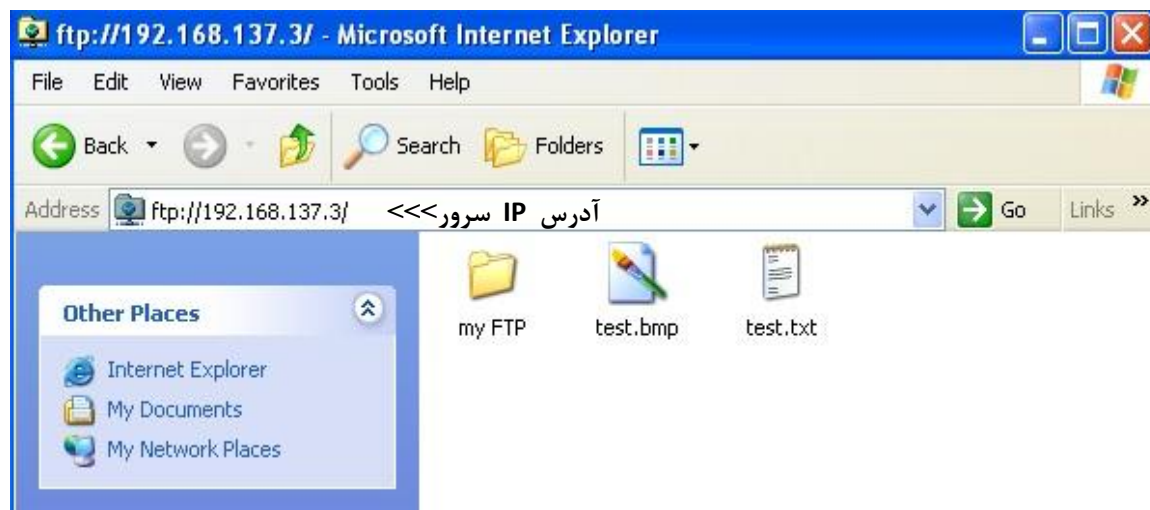 ftp://192.168.137.3/ - Microsoft Internet Explorer
File Edit View Favorites Tools Help
Back Search Folders
Address ftp://192.168.137.3/ آدرس IP سرور>>> Go Links »
my FTP test.bmp test.txt
Other Places
Internet Explorer
My Documents
My Network Places